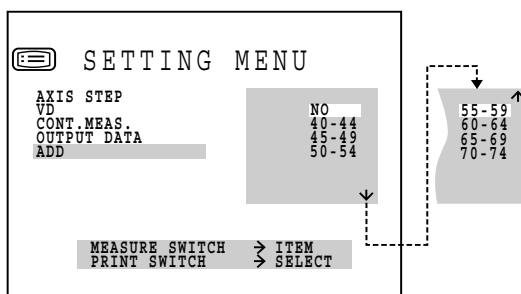 SETTING MENU
AXIS STEP
VD
CONT.MEAS.
OUTPUT DATA
ADD
NO
40-44
45-49
50-54
55-59
60-64
65-69
70-74
MEASURE SWITCH → ITEM
PRINT SWITCH → SELECT